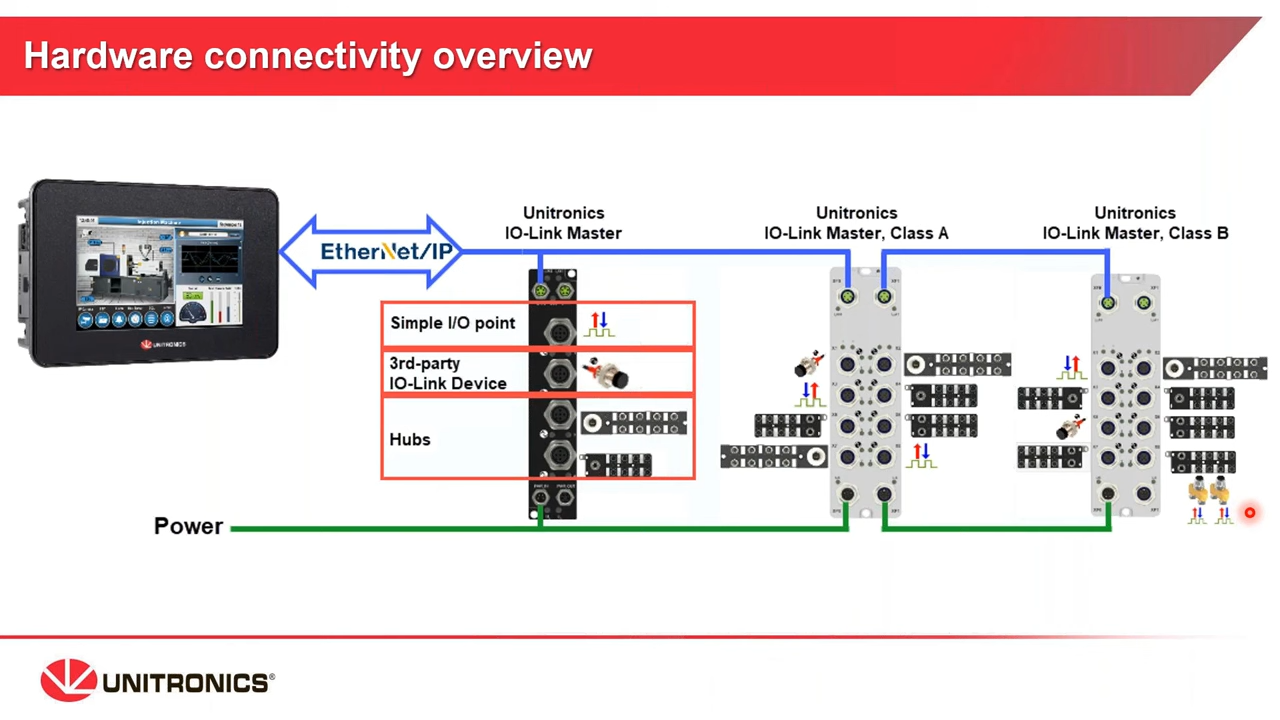 Hardware connectivity overview
Unitronics
IO-Link Master
Unitronics
IO-Link Master, Class A
Unitronics
IO-Link Master, Class B
EtherNet/IP
Simple I/O point
3rd-party
IO-Link Device
Hubs
Power
UNITRONICS
UNITRONICS®